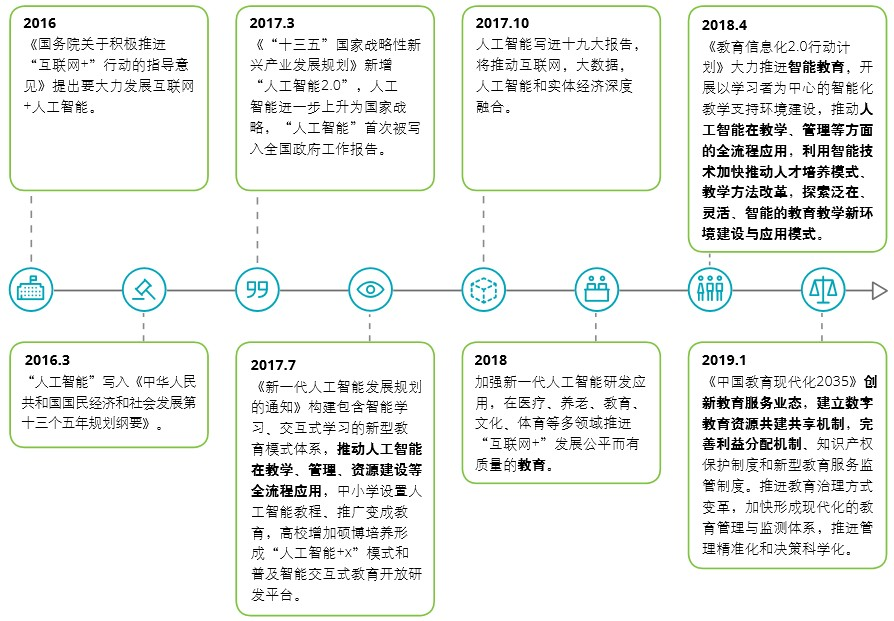 2016
《国务院关于积极推进
“互联网+”行动的指导意
见》提出要大力发展互联网
+人工智能。
2016.3
“人工智能”写入《中华人民
共和国国民经济和社会发展第
十三个五年规划纲要》。
2017.3
《“十三五”国家战略性新
兴产业发展规划》新增
“人工智能2.0”，人工
智能进一步上升为国家战
略，“人工智能”首次被写
入全国政府工作报告。
2017.7
《新一代人工智能发展规划
的通知》构建包含智能学
习、交互式学习的新型教
育模式体系，推动人工智能
在教学、管理、资源建设等
全流程应用，中小学设置人
工智能教程、推广变成教
育，高校增加硕博培养形
成“人工智能+x”模式和
普及智能交互式教育开放研
发平台。
2017.10
人工智能写进十九大报告，
将推动互联网，大数据，
人工智能和实体经济深度
融合。
2018
加强新一代人工智能研发应
用，在医疗、养老、教育、
文化、体育等多领域推进
“互联网+”发展公平而有
质量的教育。
2018.4
《教育信息化2.0行动计
划》大力推进智能教育，开
展以学习者为中心的智能化
教学支持环境建设，推动人
工智能在教学、管理等方面
的全流程应用，利用智能技
术加快推动人才培养模式、
教学方法改革，探索泛在、
灵活、智能的教育教学新环
境建设与应用模式。
2019.1
《中国教育现代化2035》创
新教育服务业态，建立数字
教育资源共建共享机制，完
善利益分配机制、知识产权
保护制度和新型教育服务监
管制度。推进教育治理方式
变革，加快形成现代化的教
育管理与监测体系，推进
管理精准化和决策科学化。